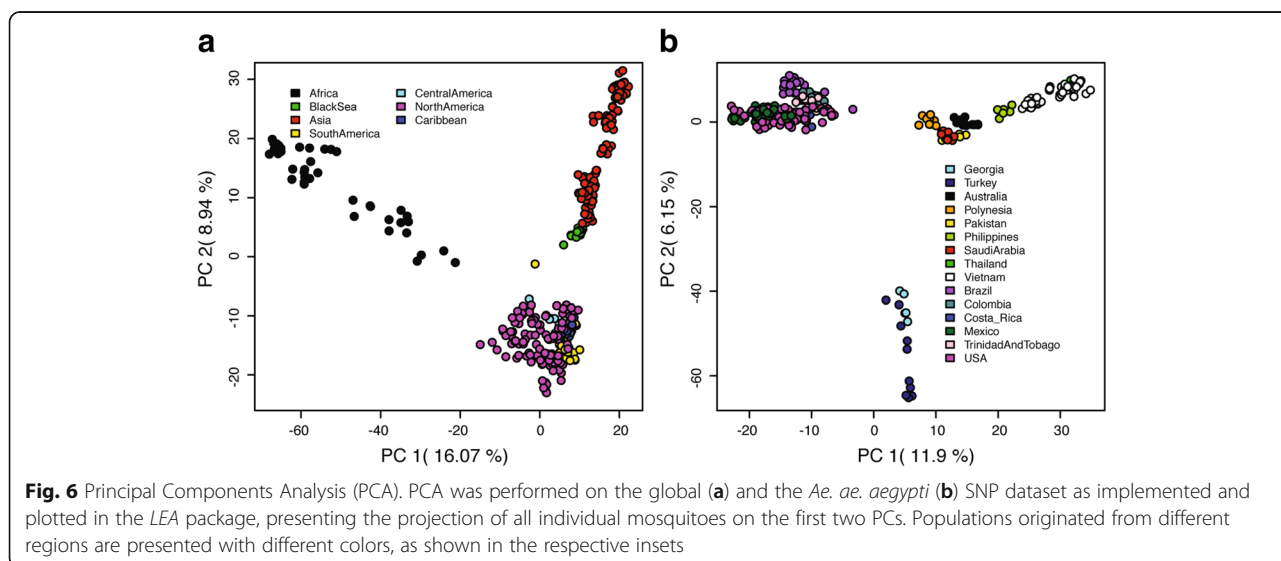 a
30
20
10
0
-10
-20
PC 2( 8.94 %)
Africa
BlackSea
Asia
SouthAmerica
CentralAmerica
NorthAmerica
Caribbean
-60 -40 -20 0 20
PC 1( 16.07 %)
b
0
-20
-40
-60
PC 2( 6.15 %)
Georgia
Turkey
Australia
Polynesia
Pakistan
Philippines
SaudiArabia
Thailand
Vietnam
Brazil
Colombia
Costa_Rica
Mexico
TrinidadAndTobago
USA
-20 -10 0 10 20 30
PC 1( 11.9 %)
Fig. 6 Principal Components Analysis (PCA). PCA was performed on the global (a) and the Ae. ae. aegypti (b) SNP dataset as implemented and
plotted in the LEA package, presenting the projection of all individual mosquitoes on the first two PCs. Populations originated from different
regions are presented with different colors, as shown in the respective insets